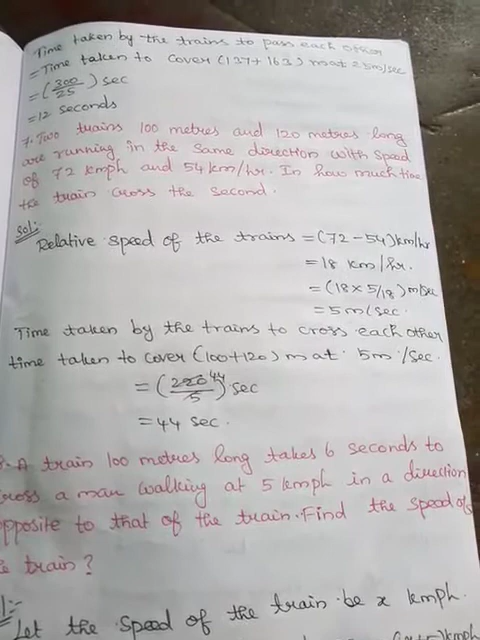 Time taken by the trains to pass each other
= Time taken to cover (137+163) m at 25m/sec
= (300/25) sec
= 12 seconds
7. Two trains 100 metres and 120 metres long
are running in the same direction with speed
of 72 kmph and 54 km/hr. In how much time
the train cross the second.
Sol:-
Relative speed of the trains = (72-54) km/hr
= 18 km/hr.
= (18 x 5/18) m/sec
= 5m/sec.
Time taken by the trains to cross each other
time taken to cover (100+120) m at 5m/sec.
= (220/5) 44 sec
= 44 sec.
8. A train 100 metres long takes 6 seconds to
cross a man walking at 5 kmph in a direction
opposite to that of the train. Find the speed of
train?
Let the speed of the train be x kmph.
kmph